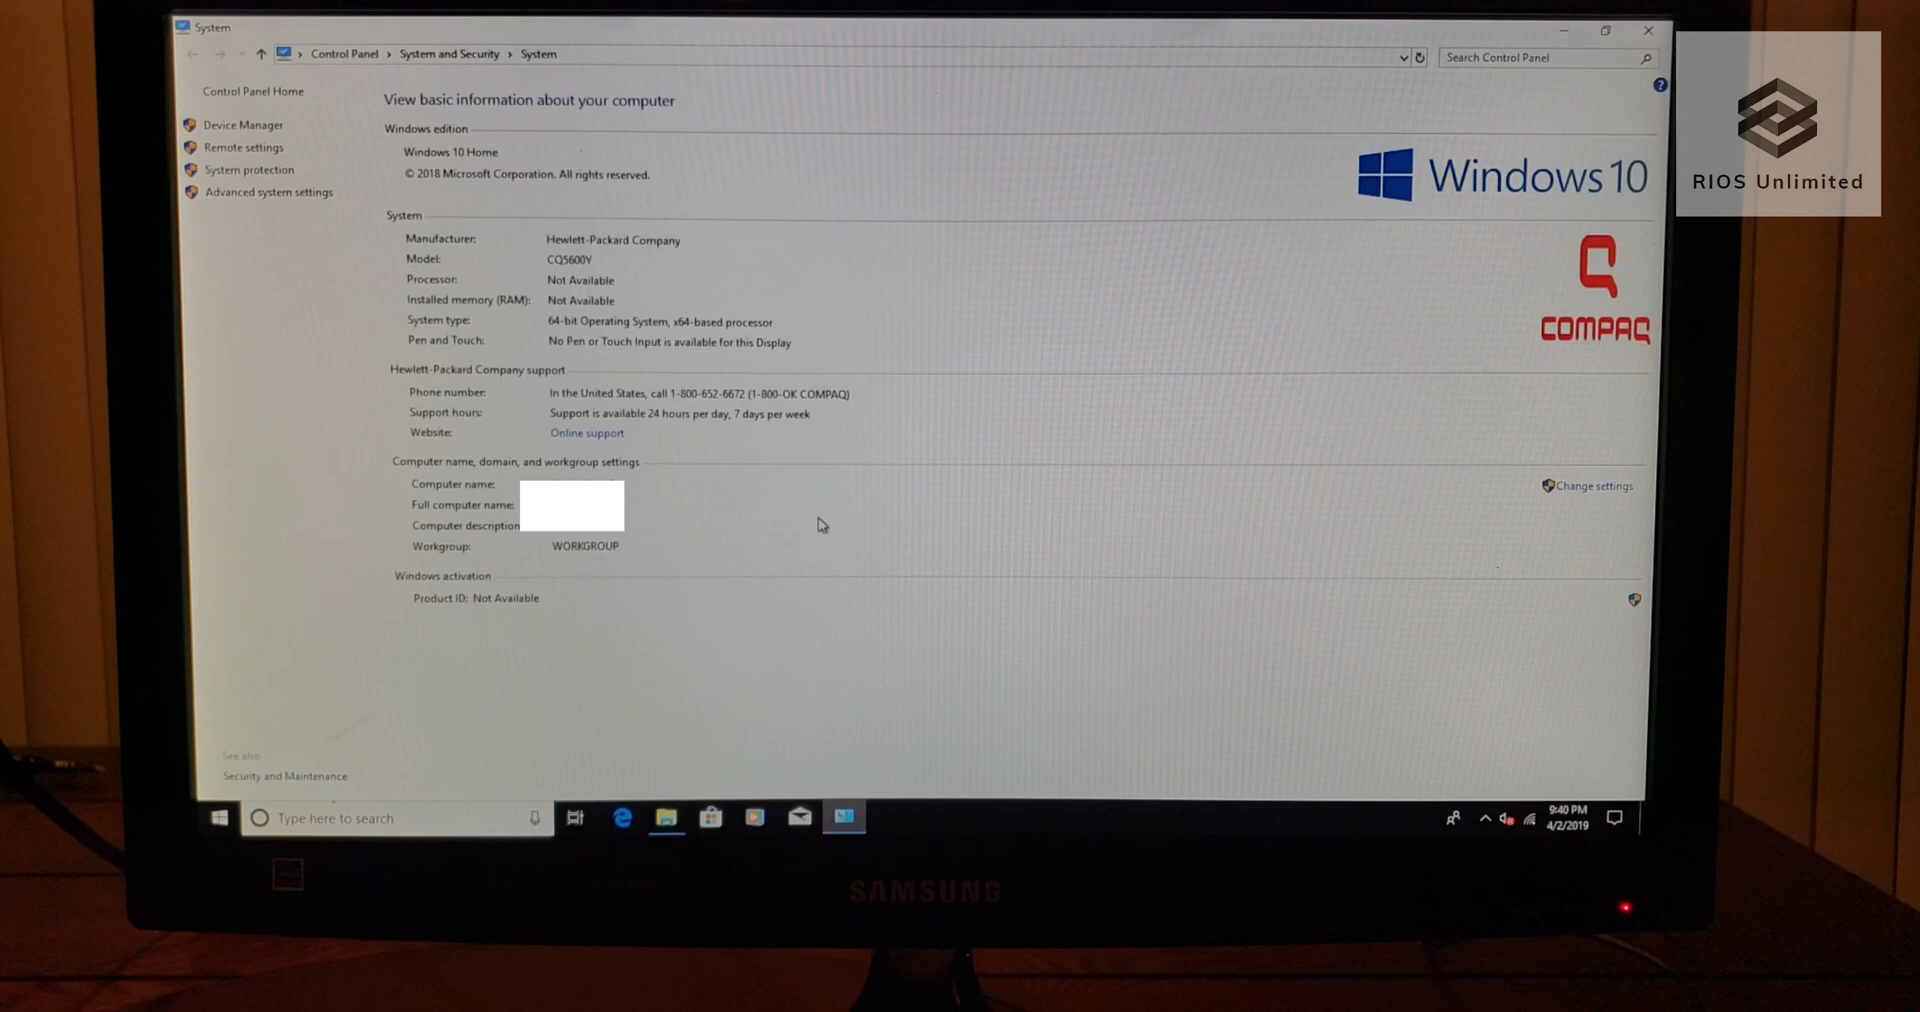 System
Control Panel › System and Security › System
Search Control Panel
RIOS Unlimited
Control Panel Home
Device Manager
Remote settings
System protection
Advanced system settings
View basic information about your computer
Windows edition
Windows 10 Home
© 2018 Microsoft Corporation. All rights reserved.
Windows 10
System
Manufacturer: Hewlett-Packard Company
Model: CQ5600Y
Processor: Not Available
Installed memory (RAM): Not Available
System type: 64-bit Operating System, x64-based processor
Pen and Touch: No Pen or Touch Input is available for this Display
COMPAQ
Hewlett-Packard Company support
Phone number: In the United States, call 1-800-652-6672 (1-800-OK COMPAQ)
Support hours: Support is available 24 hours per day, 7 days per week
Website: Online support
Computer name, domain, and workgroup settings
Computer name:
Change settings
Full computer name:
Computer description
Workgroup: WORKGROUP
Windows activation
Product ID: Not Available
See also
Security and Maintenance
Type here to search
9:40 PM
4/2/2019
SAMSUNG